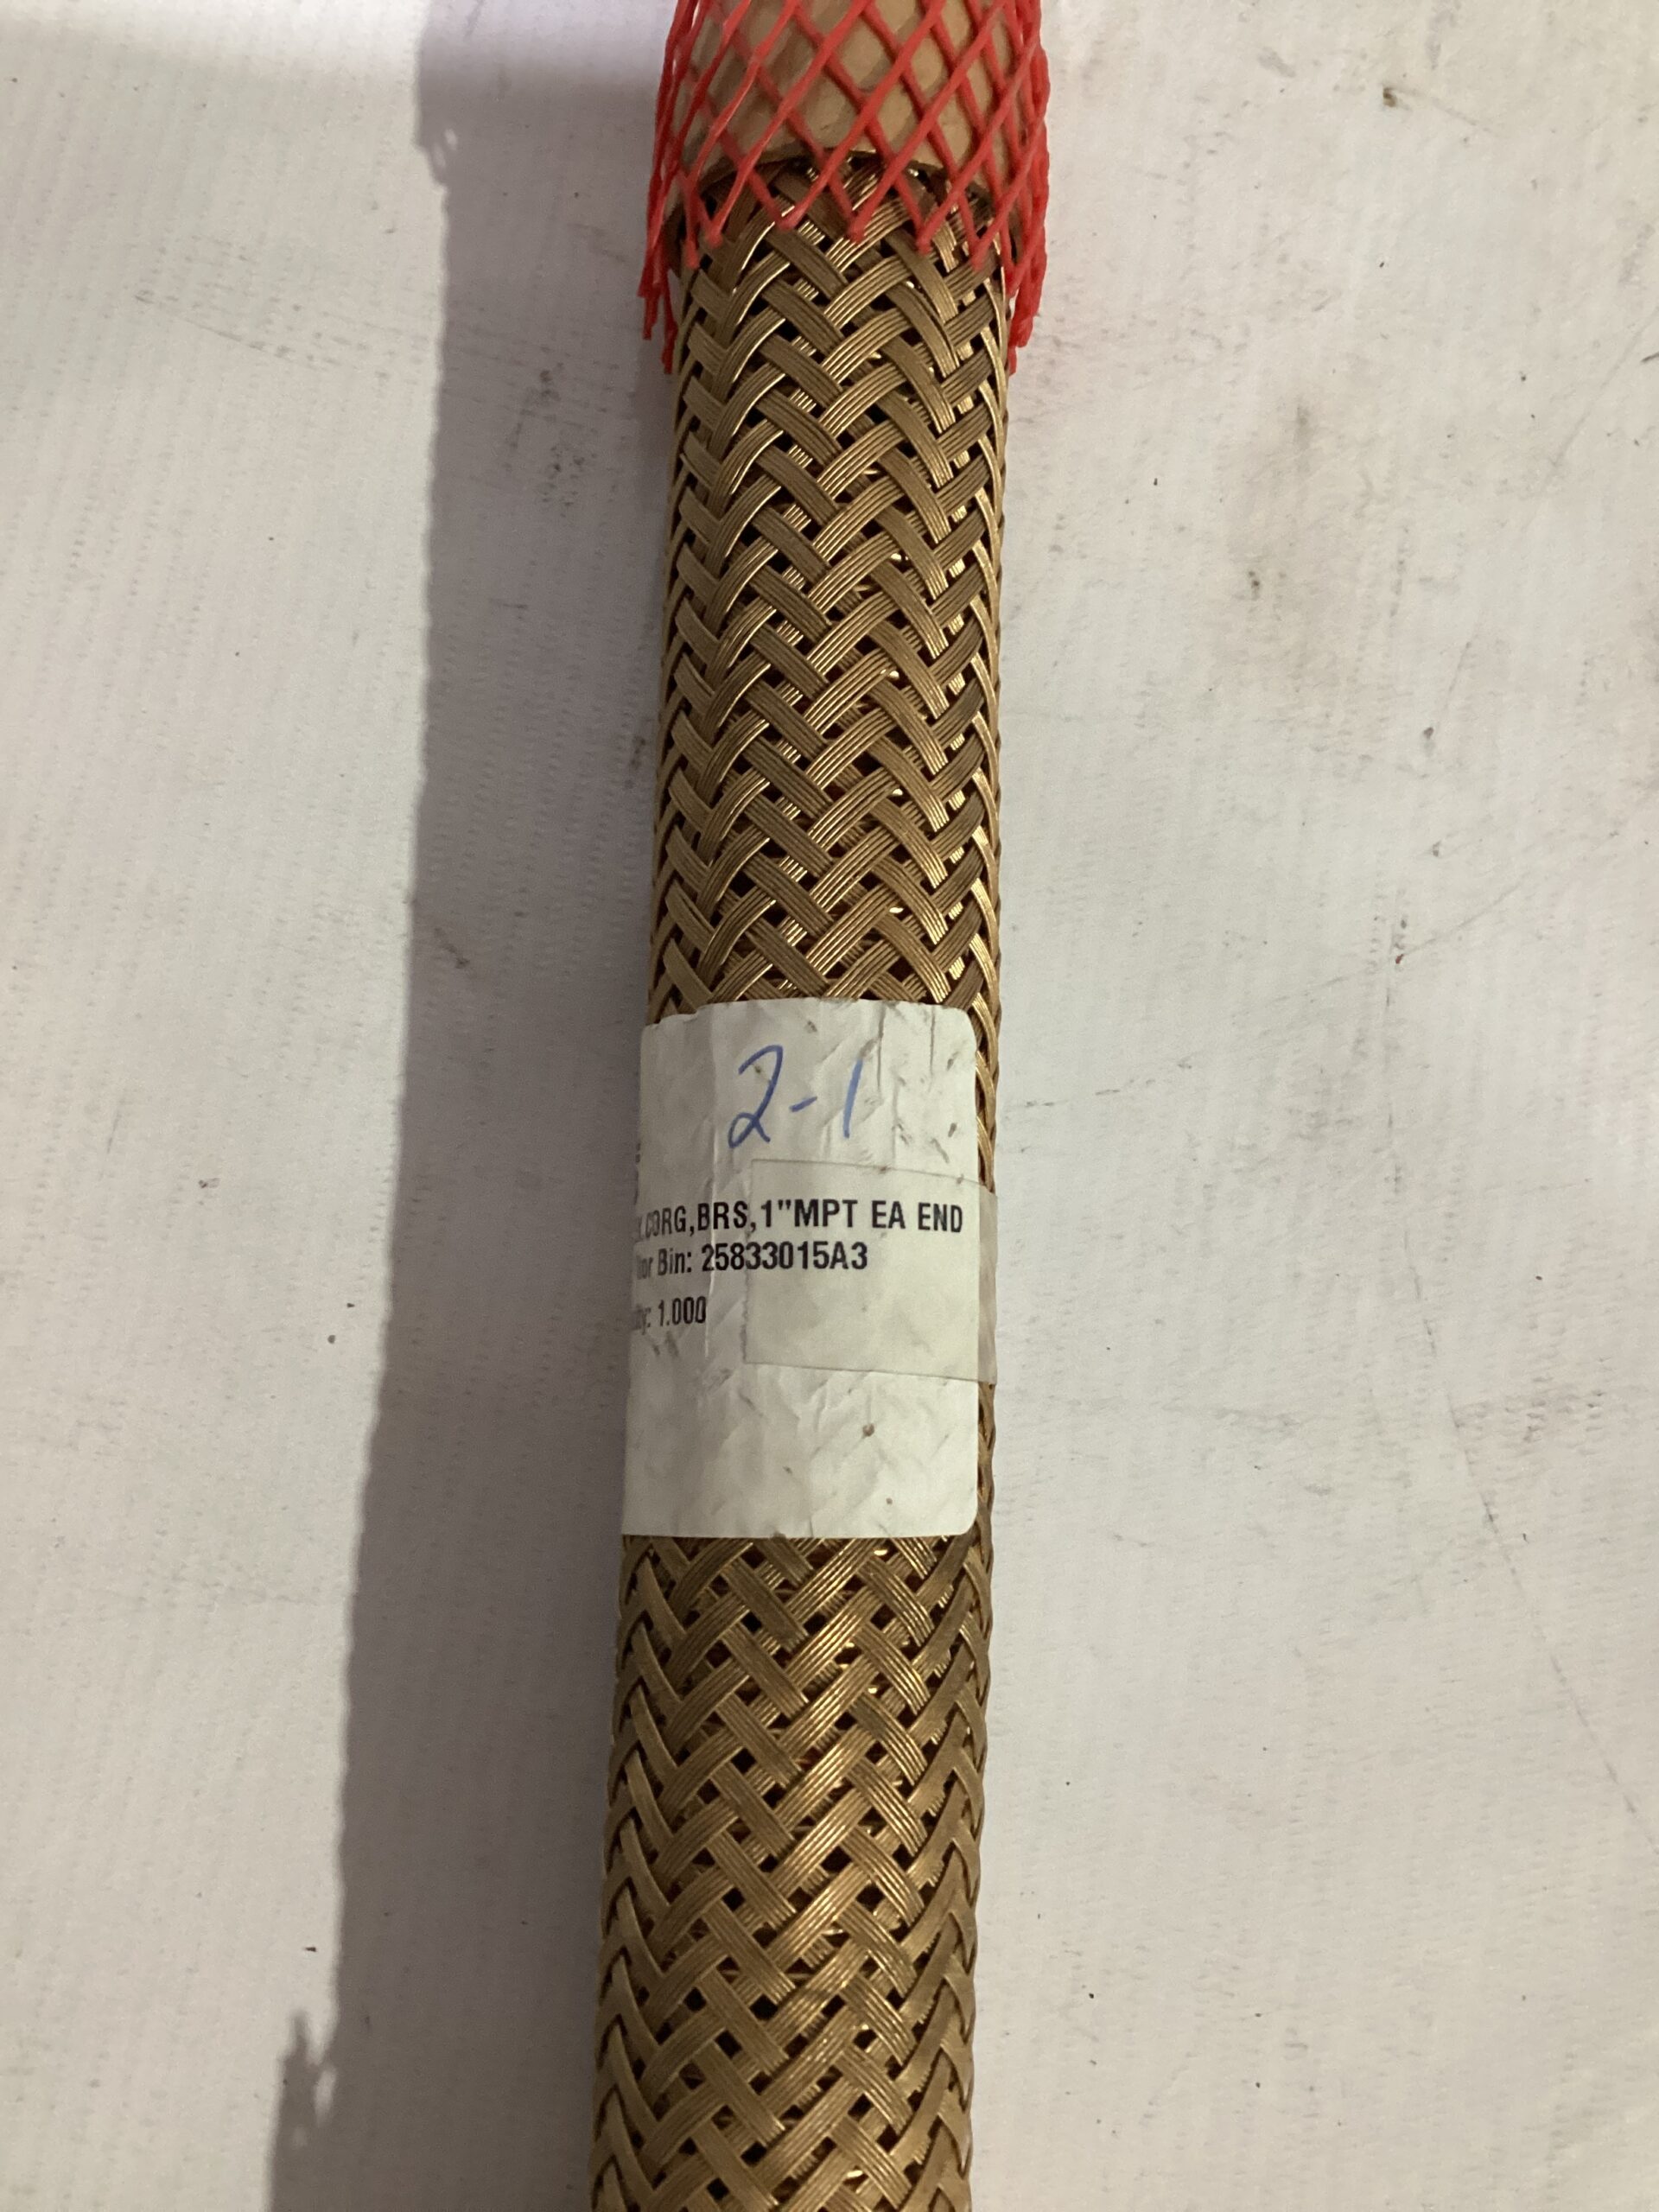 2-1
CORG,BRS,1"MPT EA END
Bin: 25833015A3
1.000